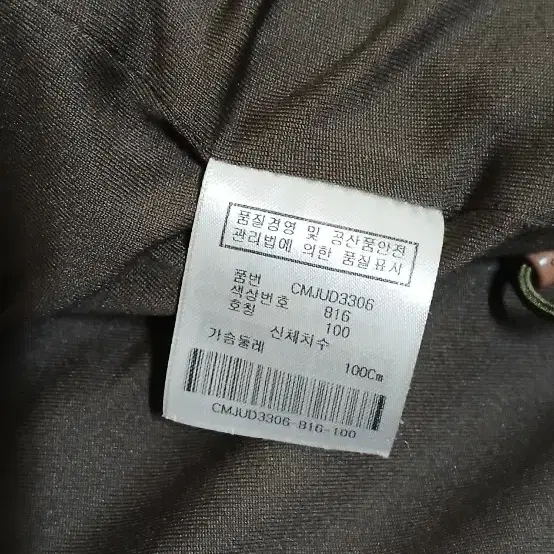 품질경영 및 공산품안전
관리법에 의한 품질표시
품번 CMJUD3306
색상번호 816
호칭 100
신체치수
가슴둘레 100Cm
CMJUD3306-816-100